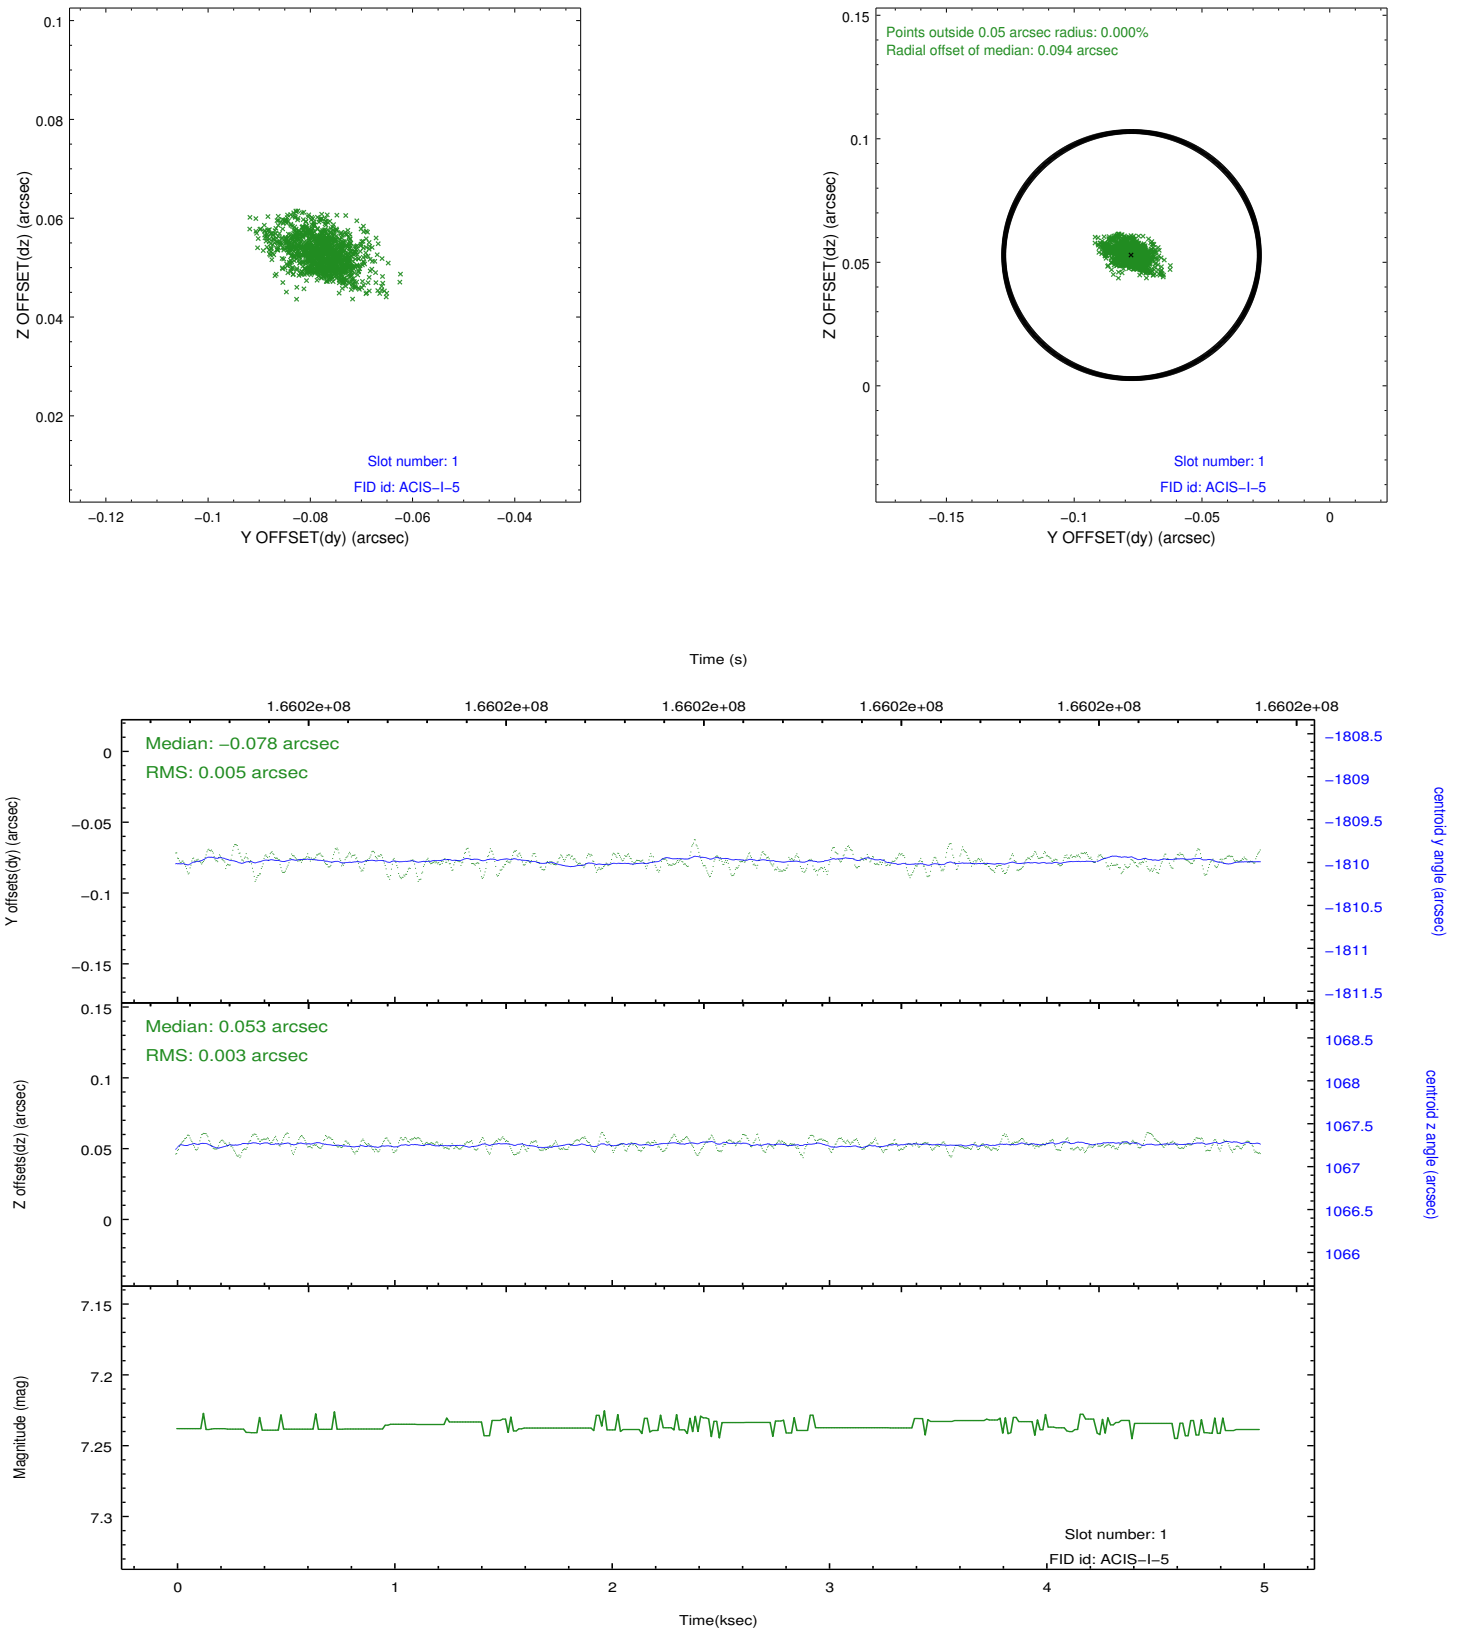 0.1
0.08
0.06
0.04
0.02
Z OFFSET(dz) (arcsec)
Slot number: 1
FID id: ACIS−I−5
−0.12 −0.1 −0.08 −0.06 −0.04
Y OFFSET(dy) (arcsec)
0.15
0.1
0.05
0
Z OFFSET(dz) (arcsec)
Points outside 0.05 arcsec radius: 0.000%
Radial offset of median: 0.094 arcsec
Slot number: 1
FID id: ACIS−I−5
−0.15 −0.1 −0.05 0
Y OFFSET(dy) (arcsec)
Time (s)
1.6602e+08 1.6602e+08 1.6602e+08 1.6602e+08 1.6602e+08 1.6602e+08
Median: −0.078 arcsec
RMS: 0.005 arcsec
0
−0.05
−0.1
−0.15
Y offsets(dy) (arcsec)
−1808.5
−1809
−1809.5
−1810
−1810.5
−1811
−1811.5
centroid y angle (arcsec)
Median: 0.053 arcsec
RMS: 0.003 arcsec
0.15
0.1
0.05
0
Z offsets(dz) (arcsec)
1068.5
1068
1067.5
1067
1066.5
1066
centroid z angle (arcsec)
7.15
7.2
7.25
7.3
Magnitude (mag)
Slot number: 1
FID id: ACIS−I−5
0 1 2 3 4 5
Time(ksec)